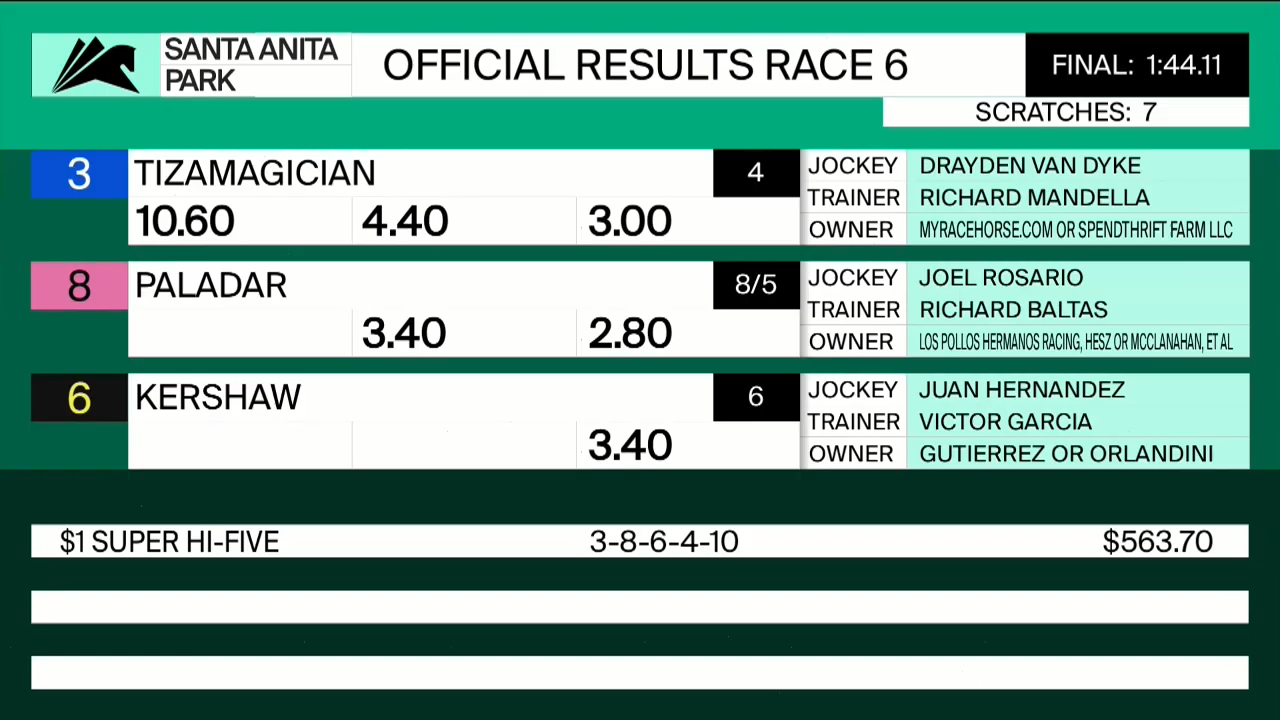 SANTA ANITA PARK
OFFICIAL RESULTS RACE 6
FINAL: 1:44.11
SCRATCHES: 7
3 TIZAMAGICIAN 4
10.60 4.40 3.00
JOCKEY DRAYDEN VAN DYKE
TRAINER RICHARD MANDELLA
OWNER MYRACEHORSE.COM OR SPENDTHRIFT FARM LLC
8 PALADAR 8/5
3.40 2.80
JOCKEY JOEL ROSARIO
TRAINER RICHARD BALTAS
OWNER LOS POLLOS HERMANOS RACING, HESZ OR MCCLANAHAN, ET AL
6 KERSHAW 6
3.40
JOCKEY JUAN HERNANDEZ
TRAINER VICTOR GARCIA
OWNER GUTIERREZ OR ORLANDINI
$1 SUPER HI-FIVE 3-8-6-4-10 $563.70